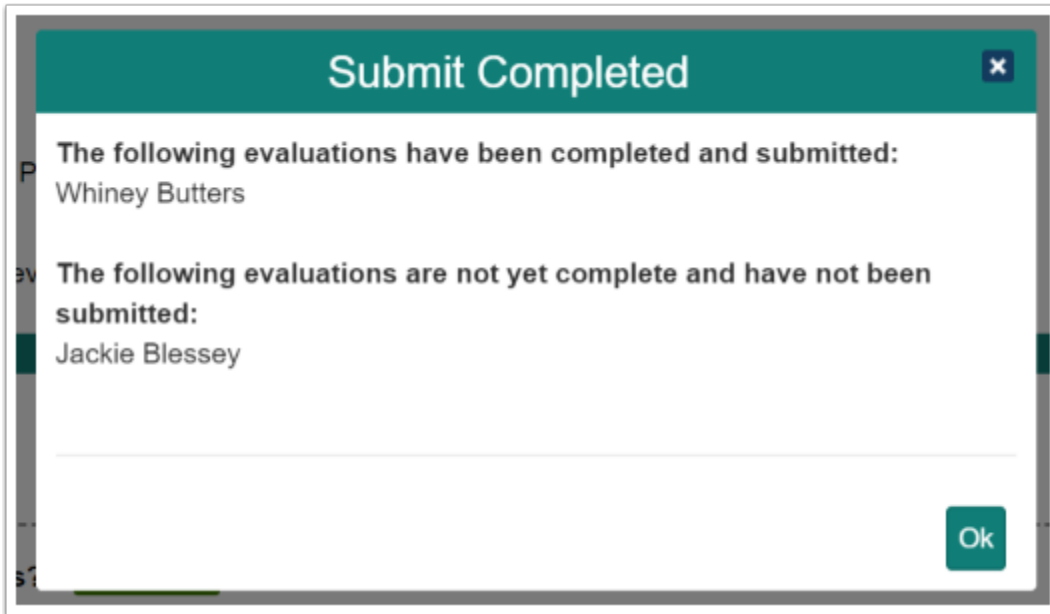 Submit Completed
The following evaluations have been completed and submitted:
Whiney Butters
The following evaluations are not yet complete and have not been
submitted:
Jackie Blessey
Ok